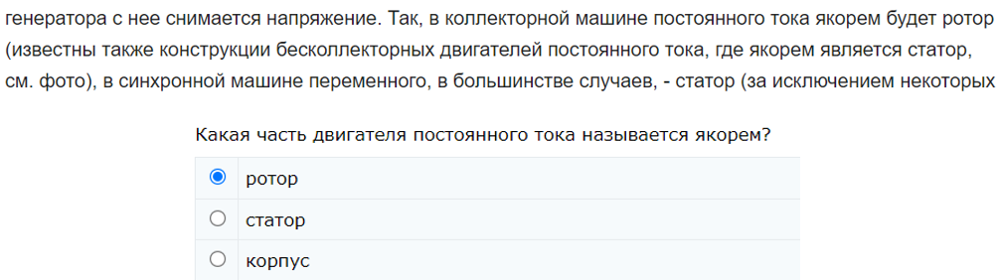 генератора с нее снимается напряжение. Так, в коллекторной машине постоянного тока якорем будет ротор
(известны также конструкции бесколлекторных двигателей постоянного тока, где якорем является статор,
см. фото), в синхронной машине переменного, в большинстве случаев, - статор (за исключением некоторых
Какая часть двигателя постоянного тока называется якорем?
ротор
статор
корпус